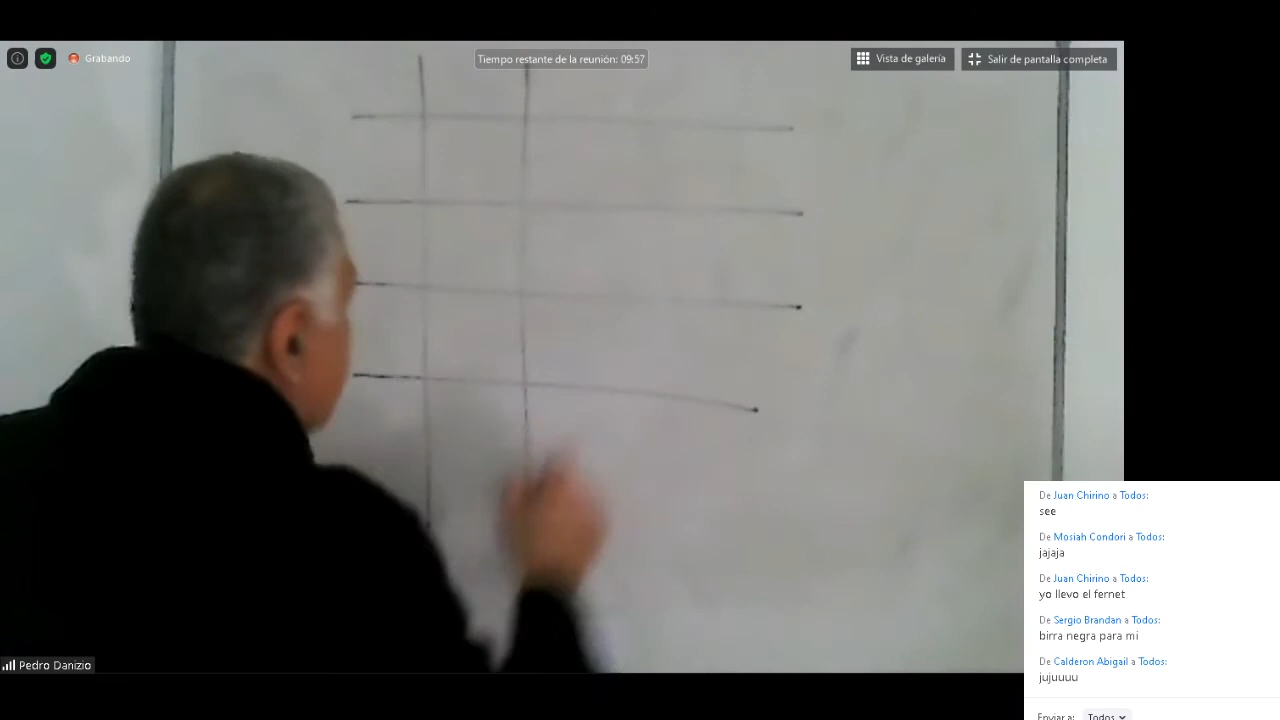 Grabando
Tiempo restante de la reunión: 09:57
Vista de galería
Salir de pantalla completa
De Juan Chirino a Todos:
see
De Mosiah Condori a Todos:
jajaja
De Juan Chirino a Todos:
yo llevo el fernet
De Sergio Brandan a Todos:
birra negra para mi
De Calderon Abigail a Todos:
jujuuuu
Enviar a: Todos
Pedro Danizio